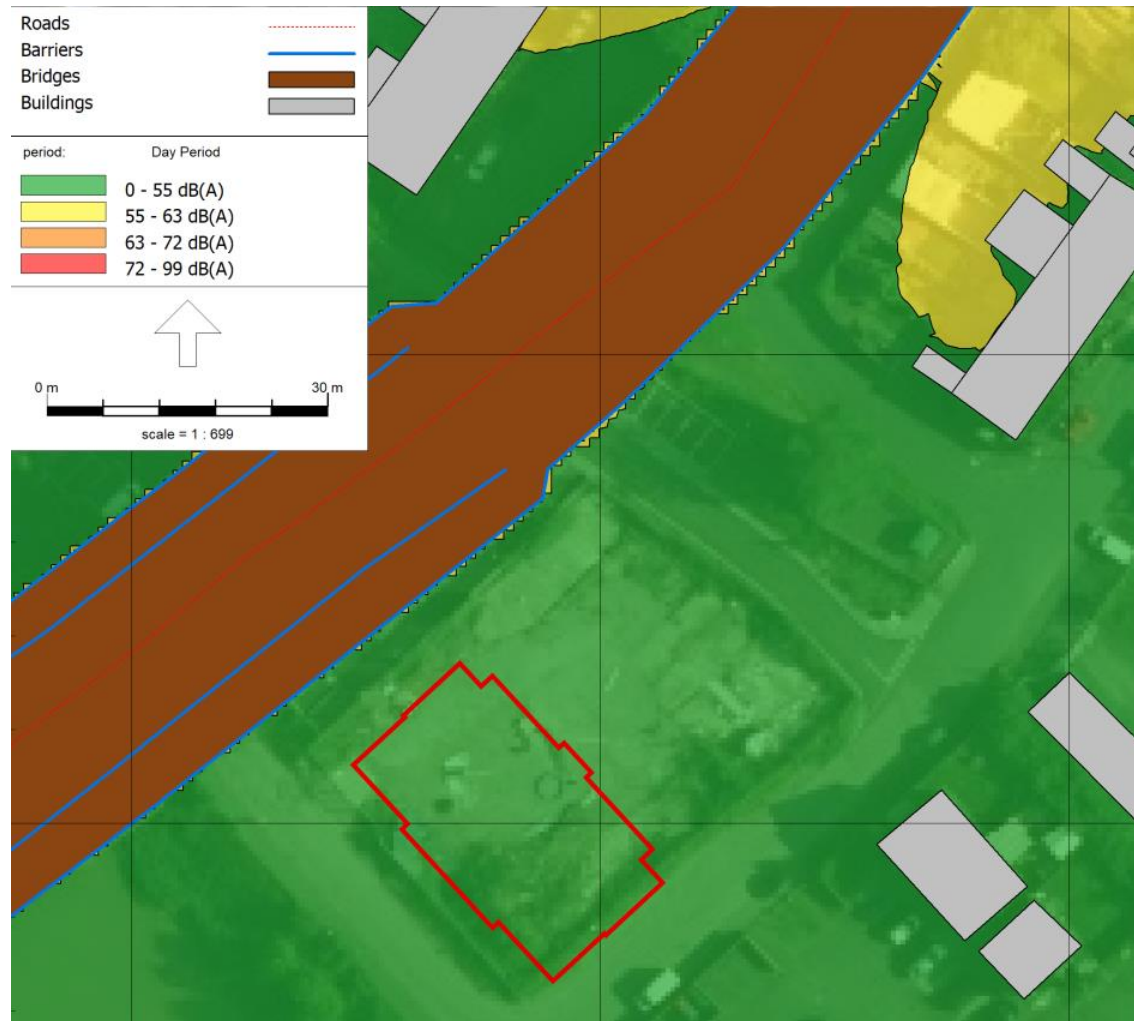 Roads
Barriers
Bridges
Buildings
period: Day Period
0 - 55 dB(A)
55 - 63 dB(A)
63 - 72 dB(A)
72 - 99 dB(A)
0 m 30 m
scale = 1 : 699